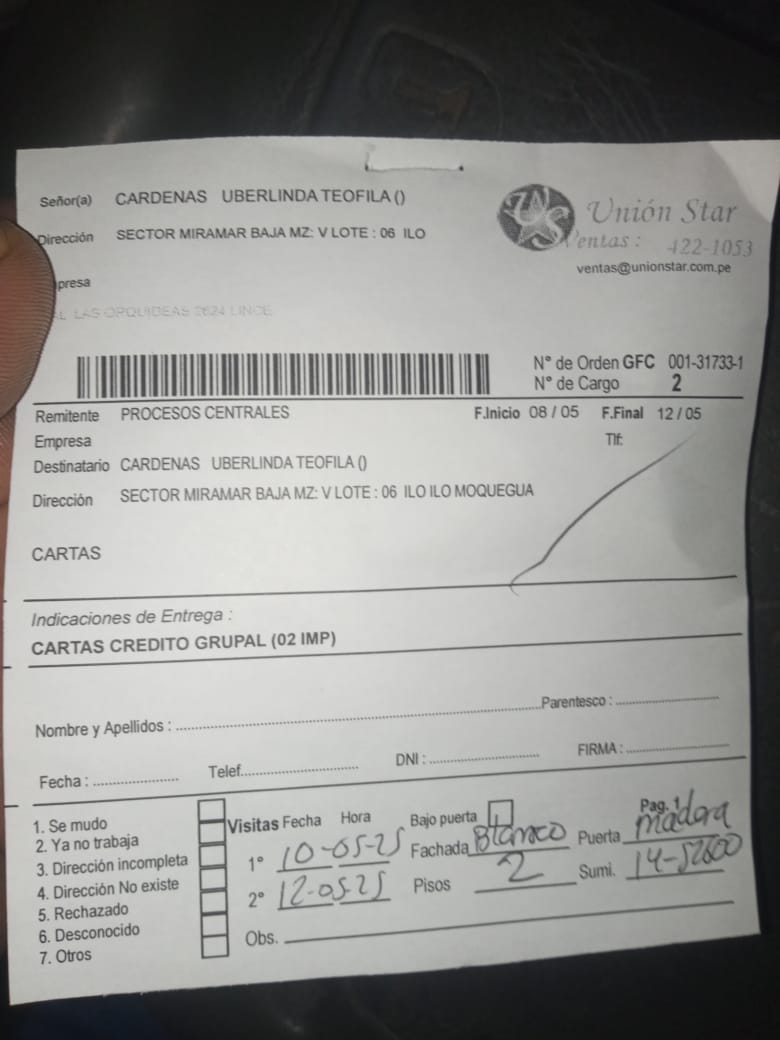 Señor(a) CARDENAS UBERLINDA TEOFILA ()
Dirección SECTOR MIRAMAR BAJA MZ: V LOTE : 06 ILO
presa
LAS ORQUIDEAS 2624 LINCE
Unión Star
Ventas : 422-1053
ventas@unionstar.com.pe
N° de Orden GFC 001-31733-1
N° de Cargo 2
Remitente PROCESOS CENTRALES F.Inicio 08 / 05 F.Final 12 / 05
Empresa Tlf:
Destinatario CARDENAS UBERLINDA TEOFILA ()
Dirección SECTOR MIRAMAR BAJA MZ: V LOTE : 06 ILO ILO MOQUEGUA
CARTAS
Indicaciones de Entrega :
CARTAS CREDITO GRUPAL (02 IMP)
Nombre y Apellidos : Parentesco :
Fecha : Telef. DNI : FIRMA :
1. Se mudo
2. Ya no trabaja
3. Dirección incompleta
4. Dirección No existe
5. Rechazado
6. Desconocido
7. Otros
Visitas Fecha Hora Bajo puerta Pag. 1
1° 10-05-25 Fachada Blanco Puerta madera
2° 12-05-25 Pisos 2 Sumi. 14-52600
Obs.